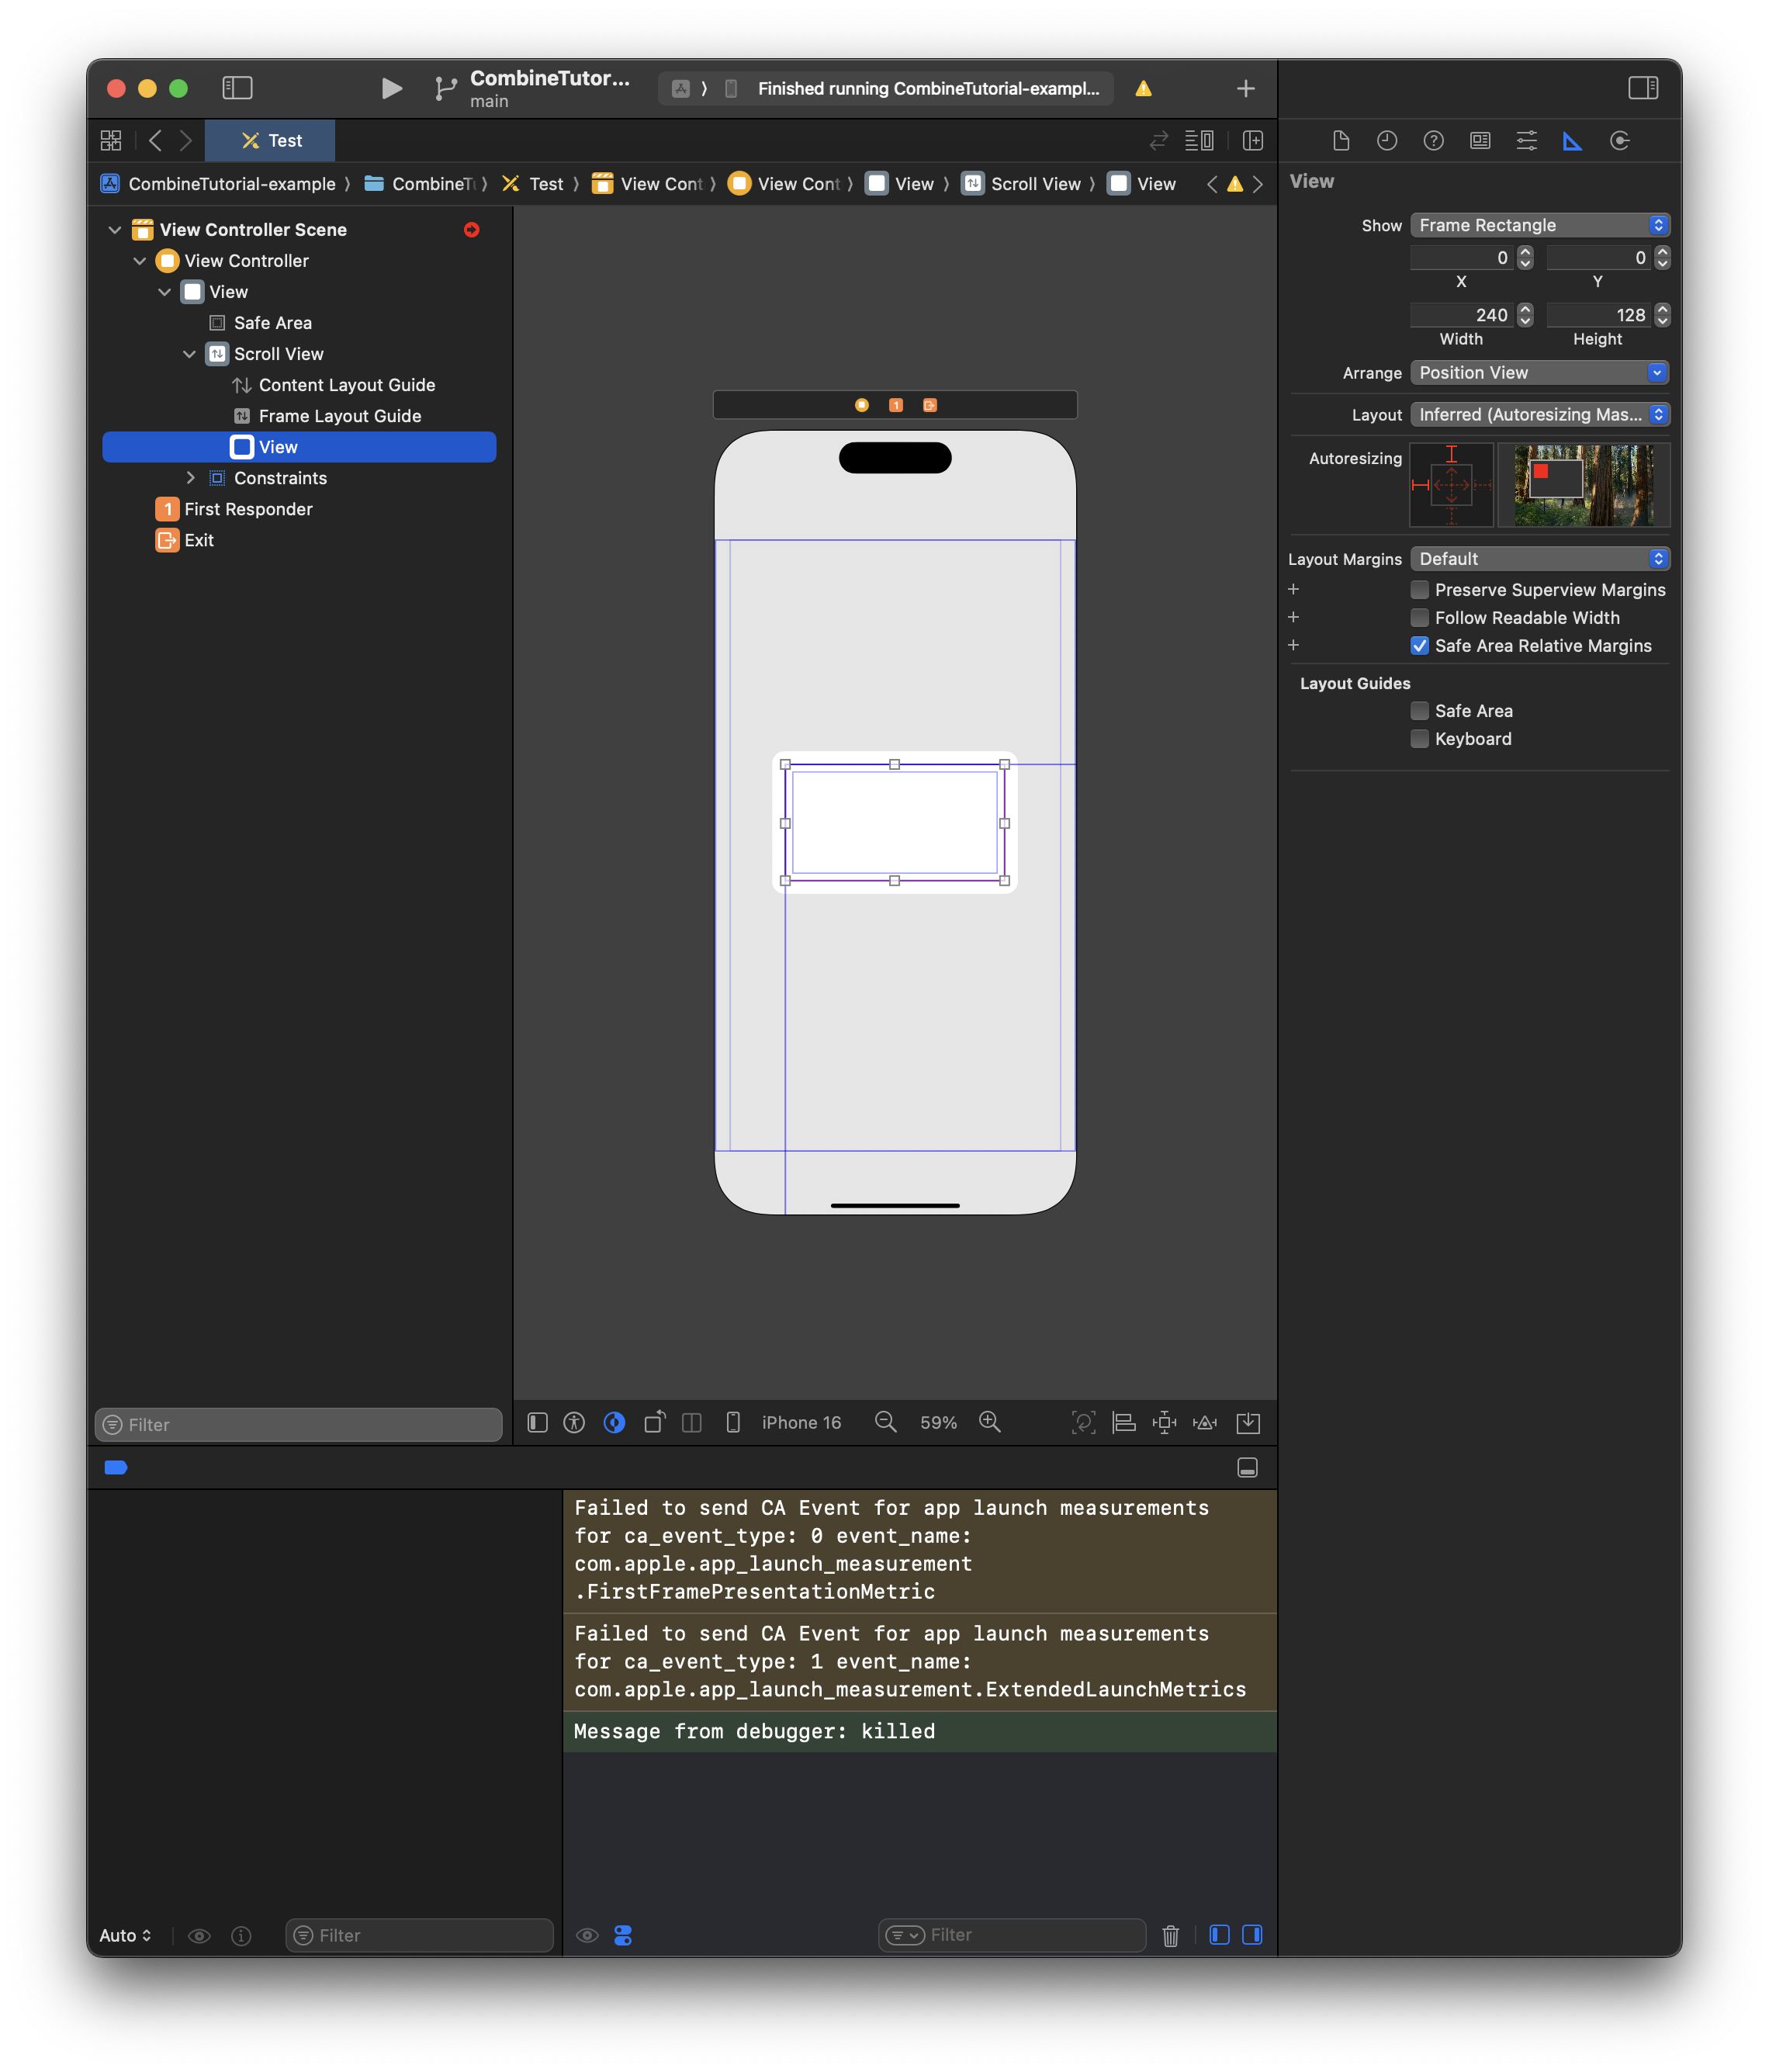 CombineTutor...
main
Finished running CombineTutorial-exampl...
Test
CombineTutorial-example
CombineTu
Test
View Cont
View Cont
View
Scroll View
View
View Controller Scene
View Controller
View
Safe Area
Scroll View
Content Layout Guide
Frame Layout Guide
View
Constraints
1 First Responder
Exit
Filter
1
iPhone 16
59%
View
Show Frame Rectangle
0 0
X Y
240 128
Width Height
Arrange Position View
Layout Inferred (Autoresizing Mas...
Autoresizing
Layout Margins Default
+ Preserve Superview Margins
+ Follow Readable Width
+ Safe Area Relative Margins
Layout Guides
Safe Area
Keyboard
Failed to send CA Event for app launch measurements
for ca_event_type: 0 event_name:
com.apple.app_launch_measurement
.FirstFramePresentationMetric
Failed to send CA Event for app launch measurements
for ca_event_type: 1 event_name:
com.apple.app_launch_measurement.ExtendedLaunchMetrics
Message from debugger: killed
Auto
Filter
Filter